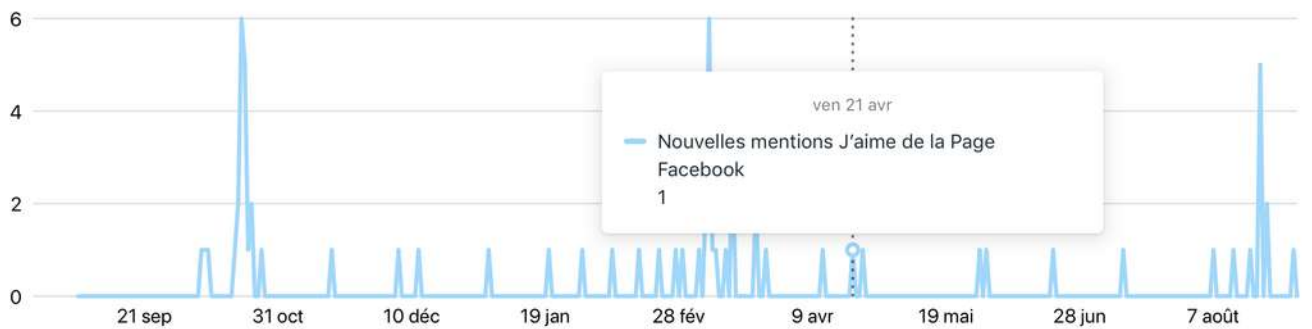 6
ven 21 avr
4
Nouvelles mentions J’aime de la Page
Facebook
1
2
0
21 sep 31 oct 10 déc 19 jan 28 fév 9 avr 19 mai 28 jun 7 août